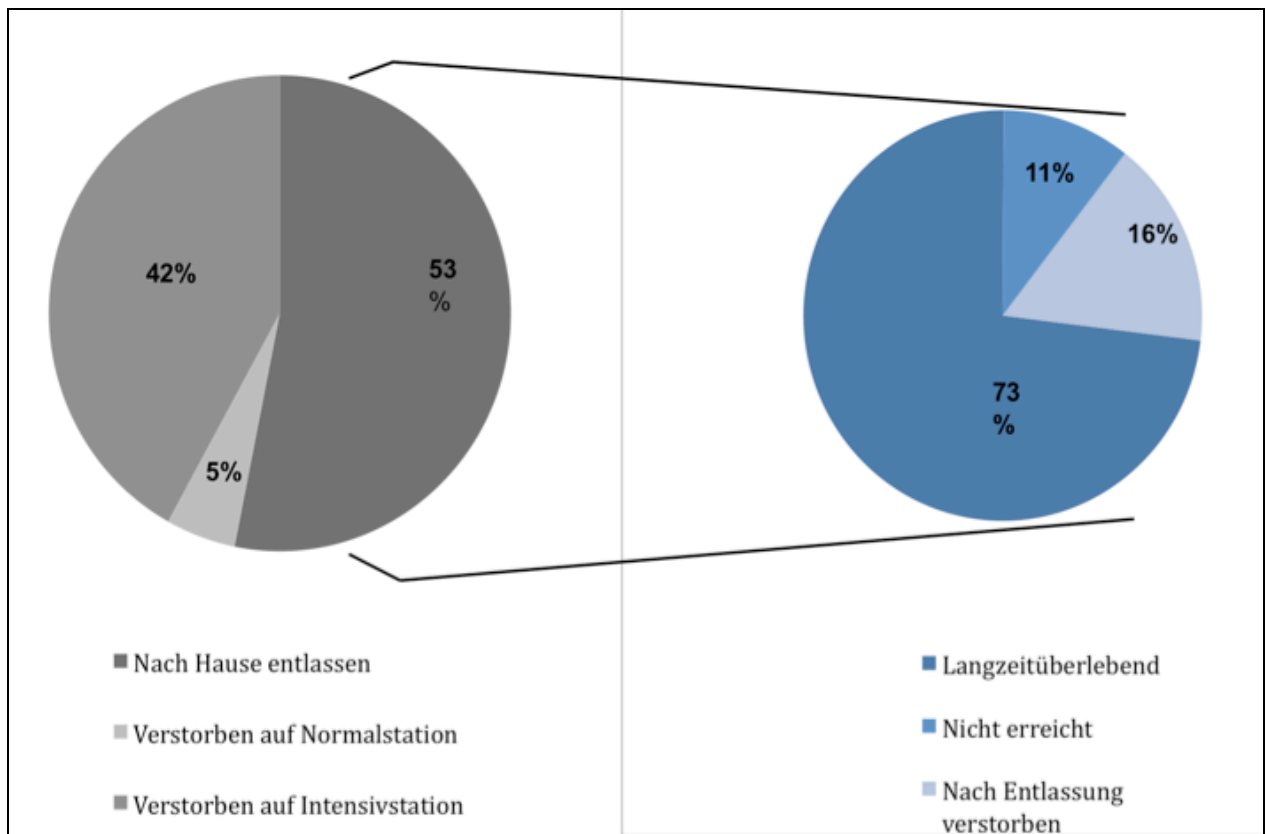 42%
53
%
5%
11%
16%
73
%
Nach Hause entlassen
Verstorben auf Normalstation
Verstorben auf Intensivstation
Langzeitüberlebend
Nicht erreicht
Nach Entlassung
verstorben